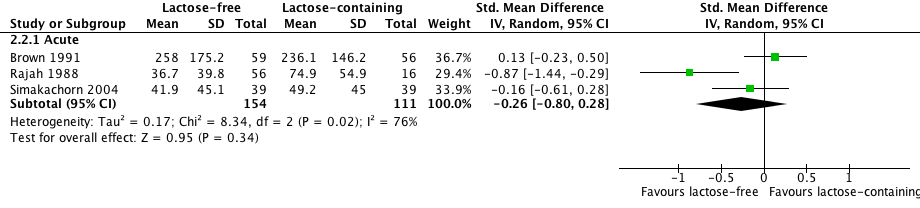 Lactose-free Lactose-containing Std. Mean Difference Std. Mean Difference
Study or Subgroup Mean SD Total Mean SD Total Weight IV, Random, 95% CI IV, Random, 95% CI
2.2.1 Acute
Brown 1991 258 175.2 59 236.1 146.2 56 36.7% 0.13 [-0.23, 0.50]
Rajah 1988 36.7 39.8 56 74.9 54.9 16 29.4% -0.87 [-1.44, -0.29]
Simakachorn 2004 41.9 45.1 39 49.2 45 39 33.9% -0.16 [-0.61, 0.28]
Subtotal (95% CI) 154 111 100.0% -0.26 [-0.80, 0.28]
Heterogeneity: Tau² = 0.17; Chi² = 8.34, df = 2 (P = 0.02); I² = 76%
Test for overall effect: Z = 0.95 (P = 0.34)
-1 -0.5 0 0.5 1
Favours lactose-free Favours lactose-containing